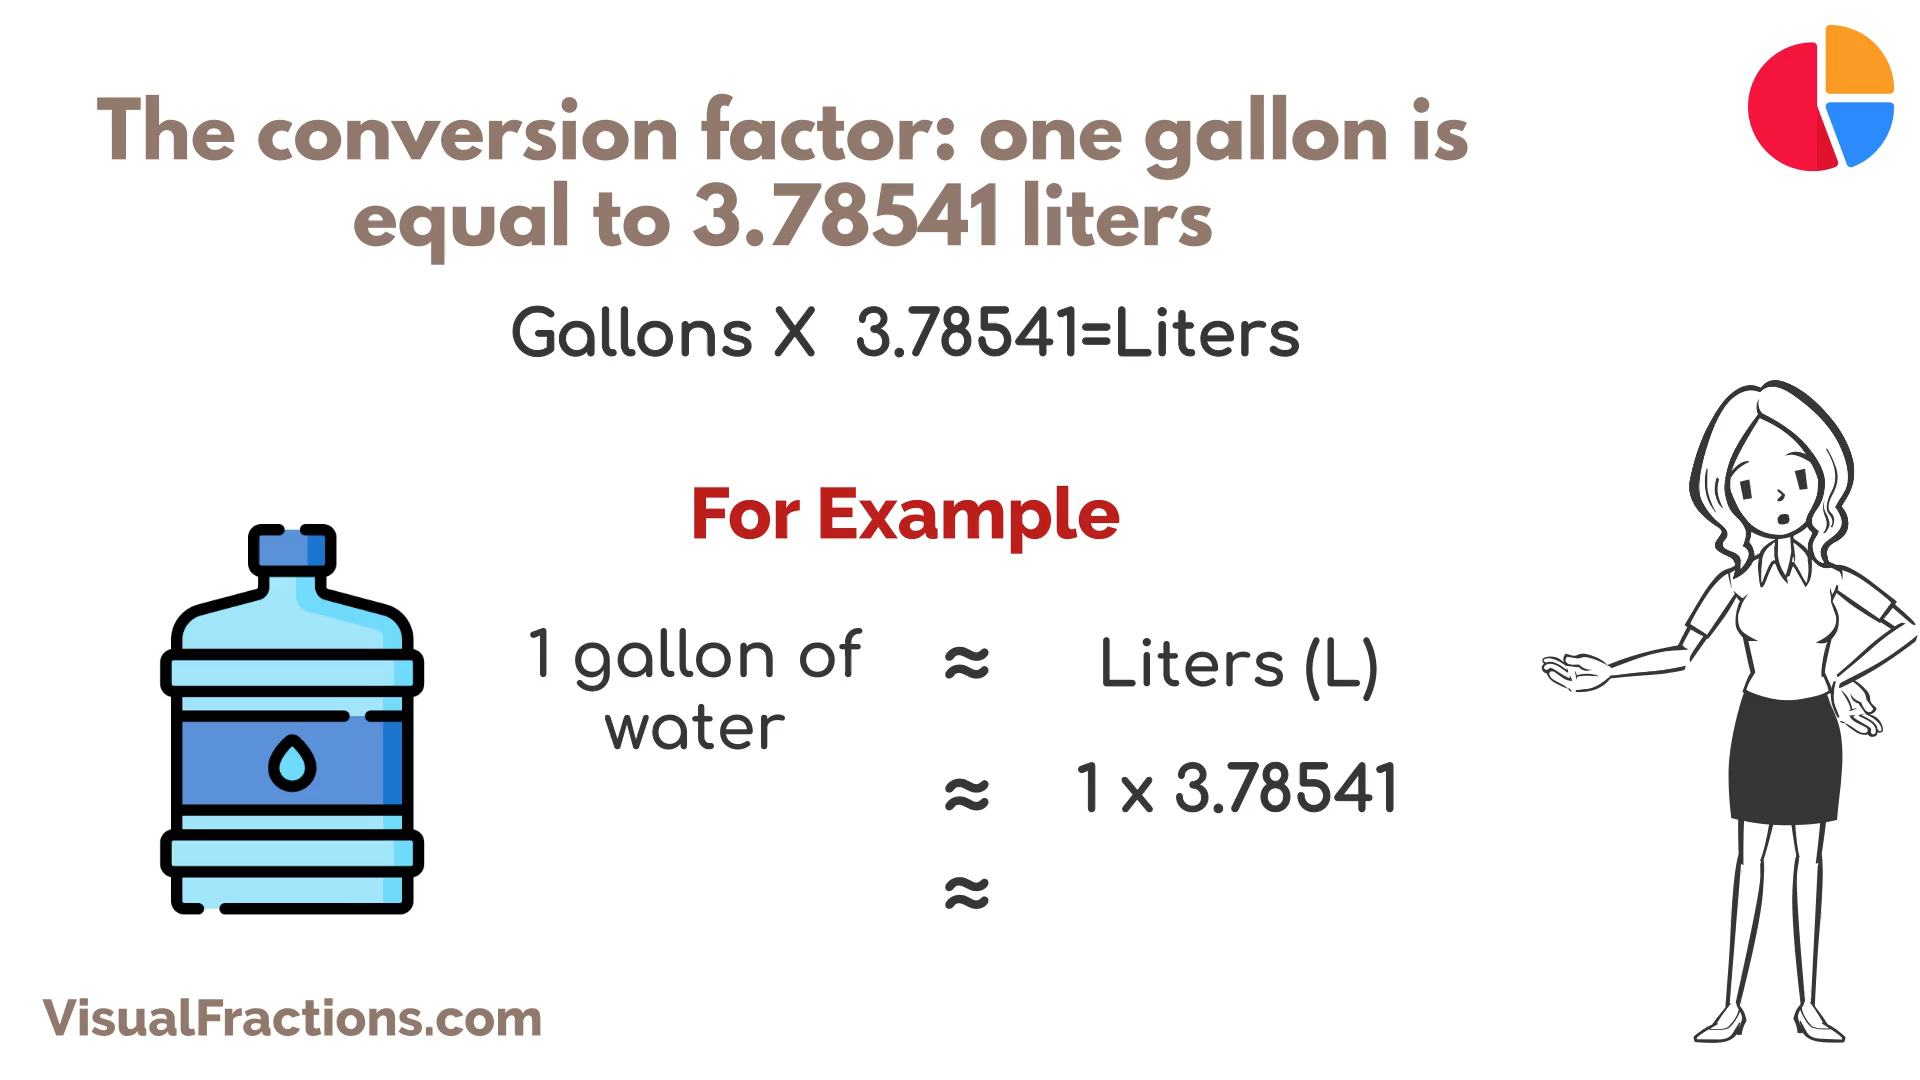 The conversion factor: one gallon is
equal to 3.78541 liters
Gallons X 3.78541=Liters
For Example
1 gallon of
water
≈ Liters (L)
≈ 1 x 3.78541
≈
VisualFractions.com